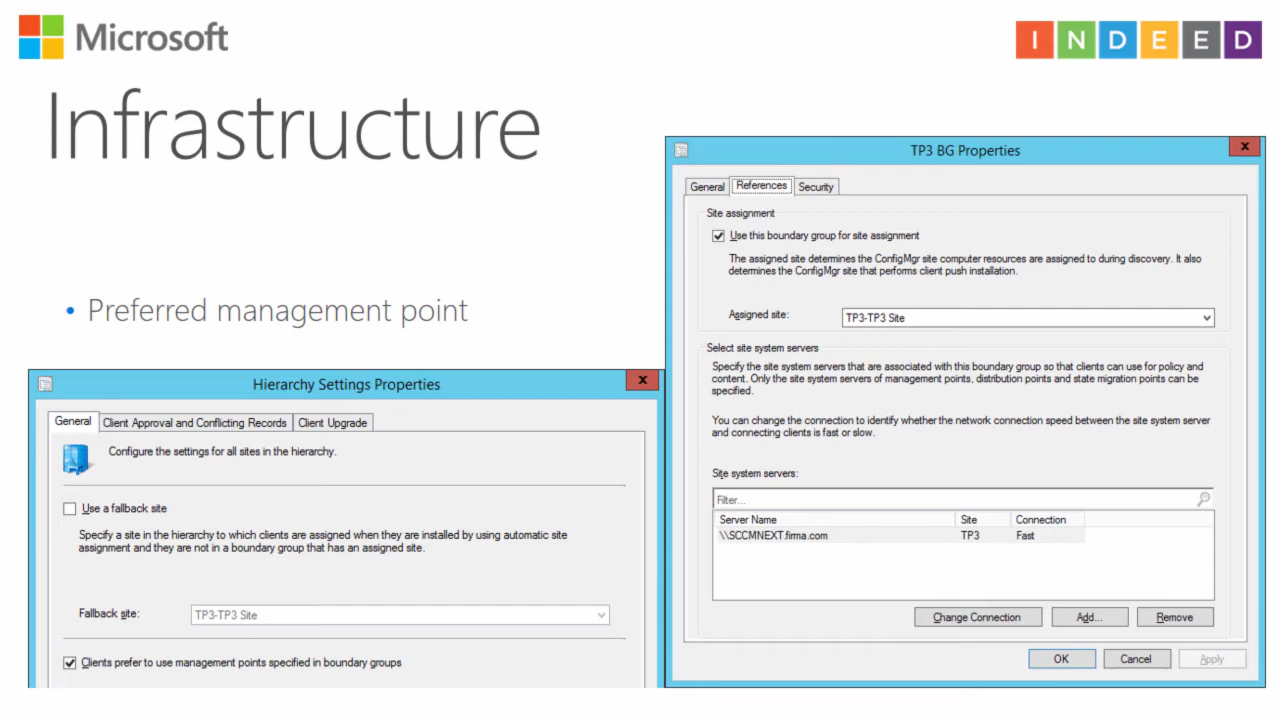 Microsoft
INDEED
Infrastructure
• Preferred management point
Hierarchy Settings Properties
x
General
Client Approval and Conflicting Records
Client Upgrade
Configure the settings for all sites in the hierarchy.
Use a fallback site
Specify a site in the hierarchy to which clients are assigned when they are installed by using automatic site
assignment and they are not in a boundary group that has an assigned site.
Fallback site:
TP3-TP3 Site
Clients prefer to use management points specified in boundary groups
TP3 BG Properties
x
General
References
Security
Site assignment
Use this boundary group for site assignment
The assigned site determines the ConfigMgr site computer resources are assigned to during discovery. It also
determines the ConfigMgr site that performs client push installation.
Assigned site:
TP3-TP3 Site
Select site system servers
Specify the site system servers that are associated with this boundary group so that clients can use for policy and
content. Only the site system servers of management points, distribution points and state migration points can be
specified.
You can change the connection to identify whether the network connection speed between the site system server
and connecting clients is fast or slow.
Site system servers:
Filter...
Server Name Site Connection
\\SCCMNEXT.firma.com TP3 Fast
Change Connection
Add...
Remove
OK
Cancel
Apply